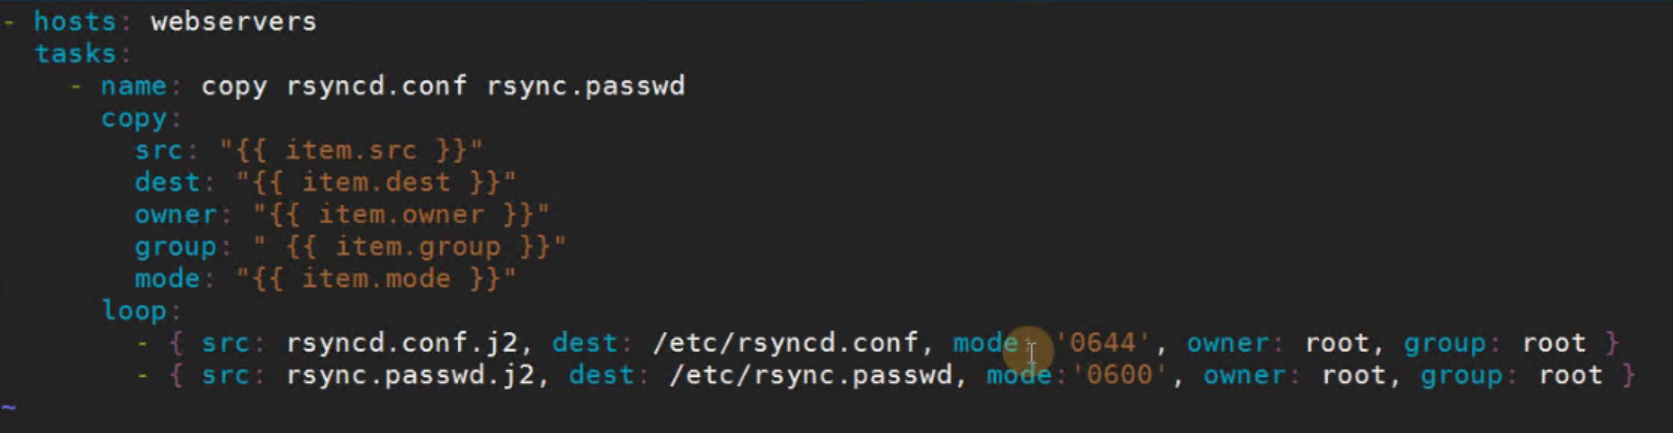 - hosts: webservers
  tasks:
    - name: copy rsyncd.conf rsync.passwd
      copy:
        src: "{{ item.src }}"
        dest: "{{ item.dest }}"
        owner: "{{ item.owner }}"
        group: " {{ item.group }}"
        mode: "{{ item.mode }}"
      loop:
        - { src: rsyncd.conf.j2, dest: /etc/rsyncd.conf, mode: '0644', owner: root, group: root }
        - { src: rsync.passwd.j2, dest: /etc/rsync.passwd, mode:'0600', owner: root, group: root }
~